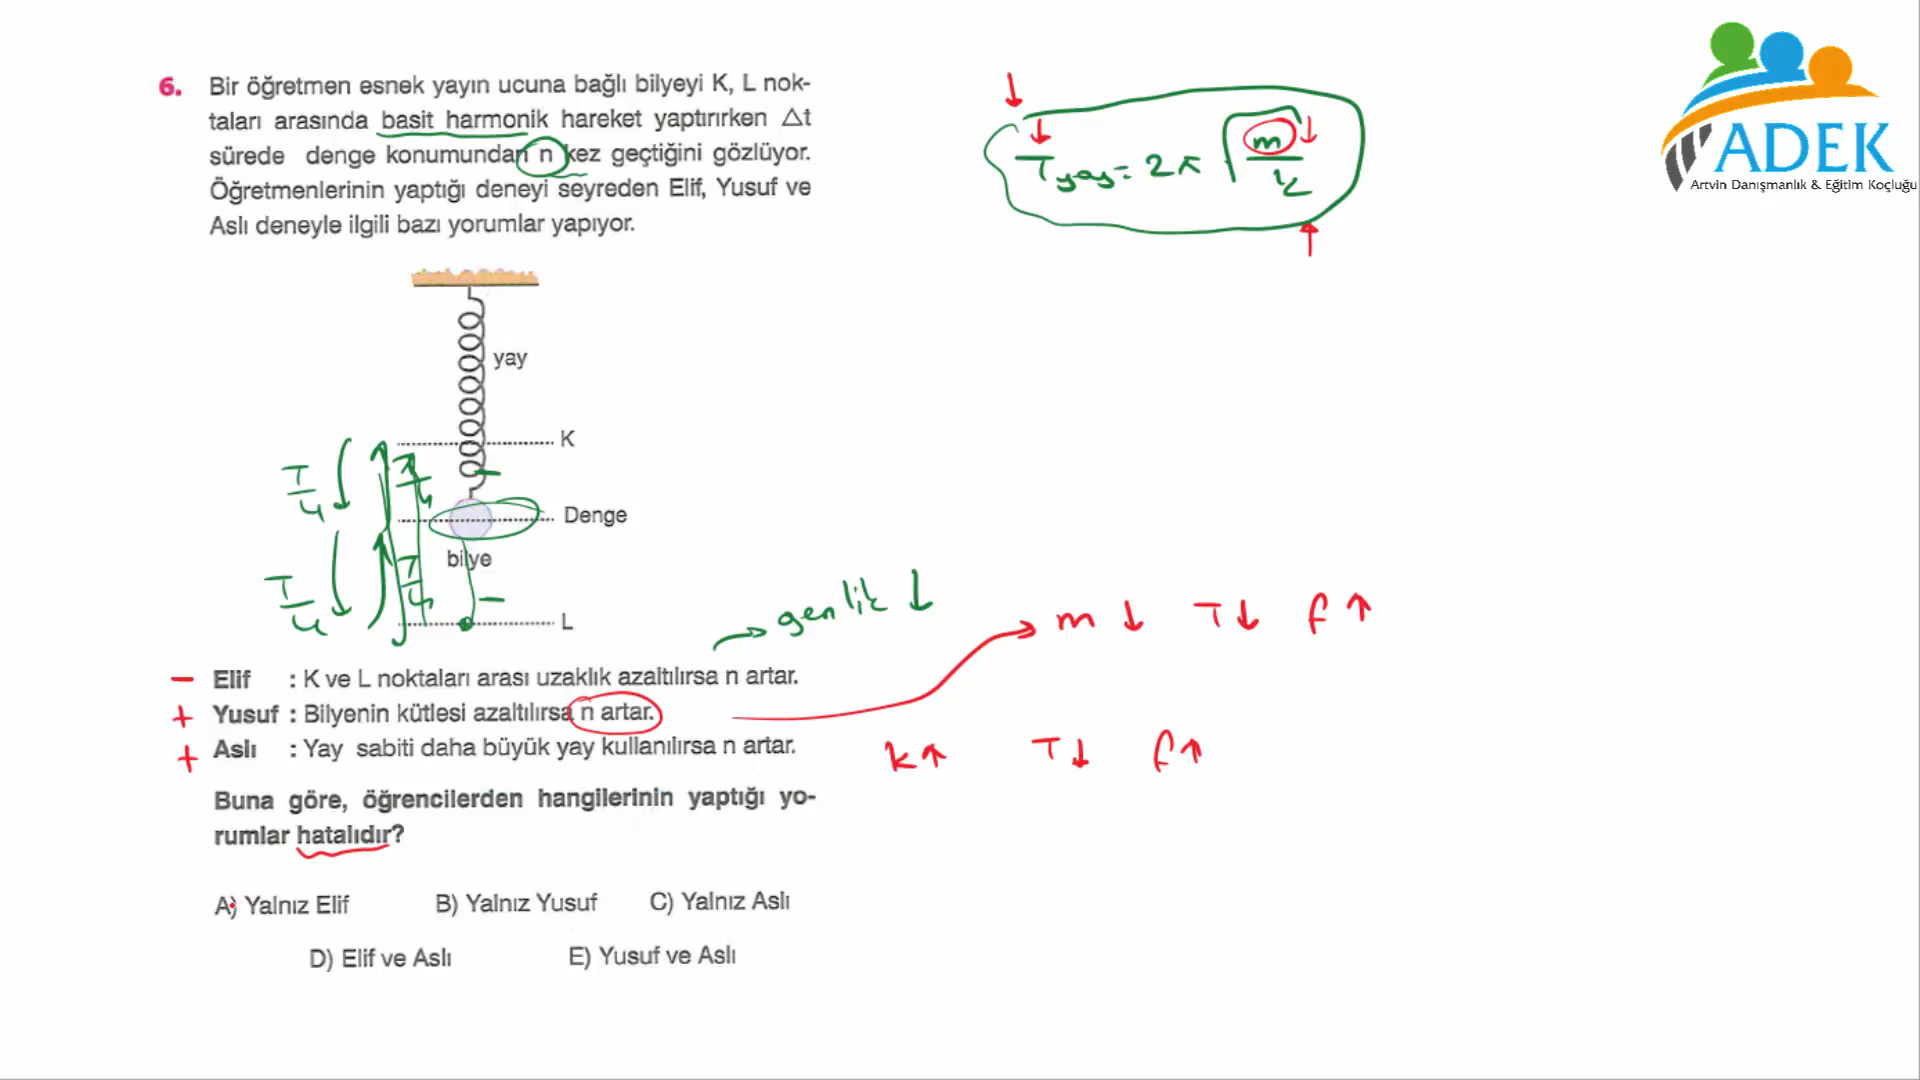 6. Bir öğretmen esnek yayın ucuna bağlı bilyeyi K, L nok-
taları arasında basit harmonik hareket yaptırırken Δt
sürede denge konumundan n kez geçtiğini gözlüyor.
Öğretmenlerinin yaptığı deneyi seyreden Elif, Yusuf ve
Aslı deneyle ilgili bazı yorumlar yapıyor.
↓ ↓ Tyay = 2π √m/k ↓ ↑
ADEK
Artvin Danışmanlık & Eğitim Koçluğu
yay
K
T/4
T/4
Denge
bilye
T/4
T/4
L
→ genlik ↓
m ↓ T ↓ f ↑
− Elif : K ve L noktaları arası uzaklık azaltılırsa n artar.
+ Yusuf : Bilyenin kütlesi azaltılırsa n artar.
+ Aslı : Yay sabiti daha büyük yay kullanılırsa n artar.
k ↑ T ↓ f ↑
Buna göre, öğrencilerden hangilerinin yaptığı yo-
rumlar hatalıdır?
A) Yalnız Elif B) Yalnız Yusuf C) Yalnız Aslı
D) Elif ve Aslı E) Yusuf ve Aslı